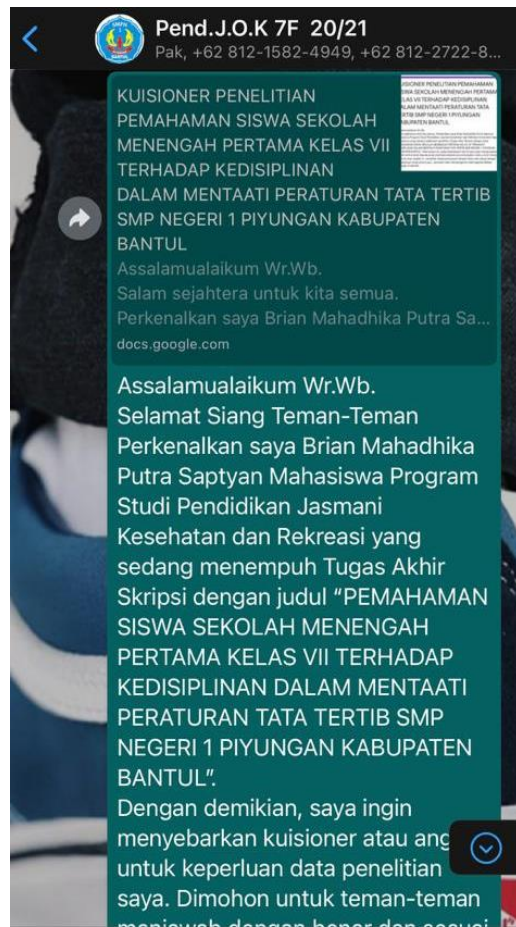 Pend.J.O.K 7F 20/21
Pak, +62 812-1582-4949, +62 812-2722-8...
KUISIONER PENELITIAN
PEMAHAMAN SISWA SEKOLAH
MENENGAH PERTAMA KELAS VII
TERHADAP KEDISIPLINAN
DALAM MENTAATI PERATURAN TATA TERTIB
SMP NEGERI 1 PIYUNGAN KABUPATEN
BANTUL
Assalamualaikum Wr.Wb.
Salam sejahtera untuk kita semua.
Perkenalkan saya Brian Mahadhika Putra Sa...
docs.google.com
Assalamualaikum Wr.Wb.
Selamat Siang Teman-Teman
Perkenalkan saya Brian Mahadhika
Putra Saptyan Mahasiswa Program
Studi Pendidikan Jasmani
Kesehatan dan Rekreasi yang
sedang menempuh Tugas Akhir
Skripsi dengan judul “PEMAHAMAN
SISWA SEKOLAH MENENGAH
PERTAMA KELAS VII TERHADAP
KEDISIPLINAN DALAM MENTAATI
PERATURAN TATA TERTIB SMP
NEGERI 1 PIYUNGAN KABUPATEN
BANTUL”.
Dengan demikian, saya ingin
menyebarkan kuisioner atau ang
untuk keperluan data penelitian
saya. Dimohon untuk teman-teman
menjawab dengan benar dan sesuai